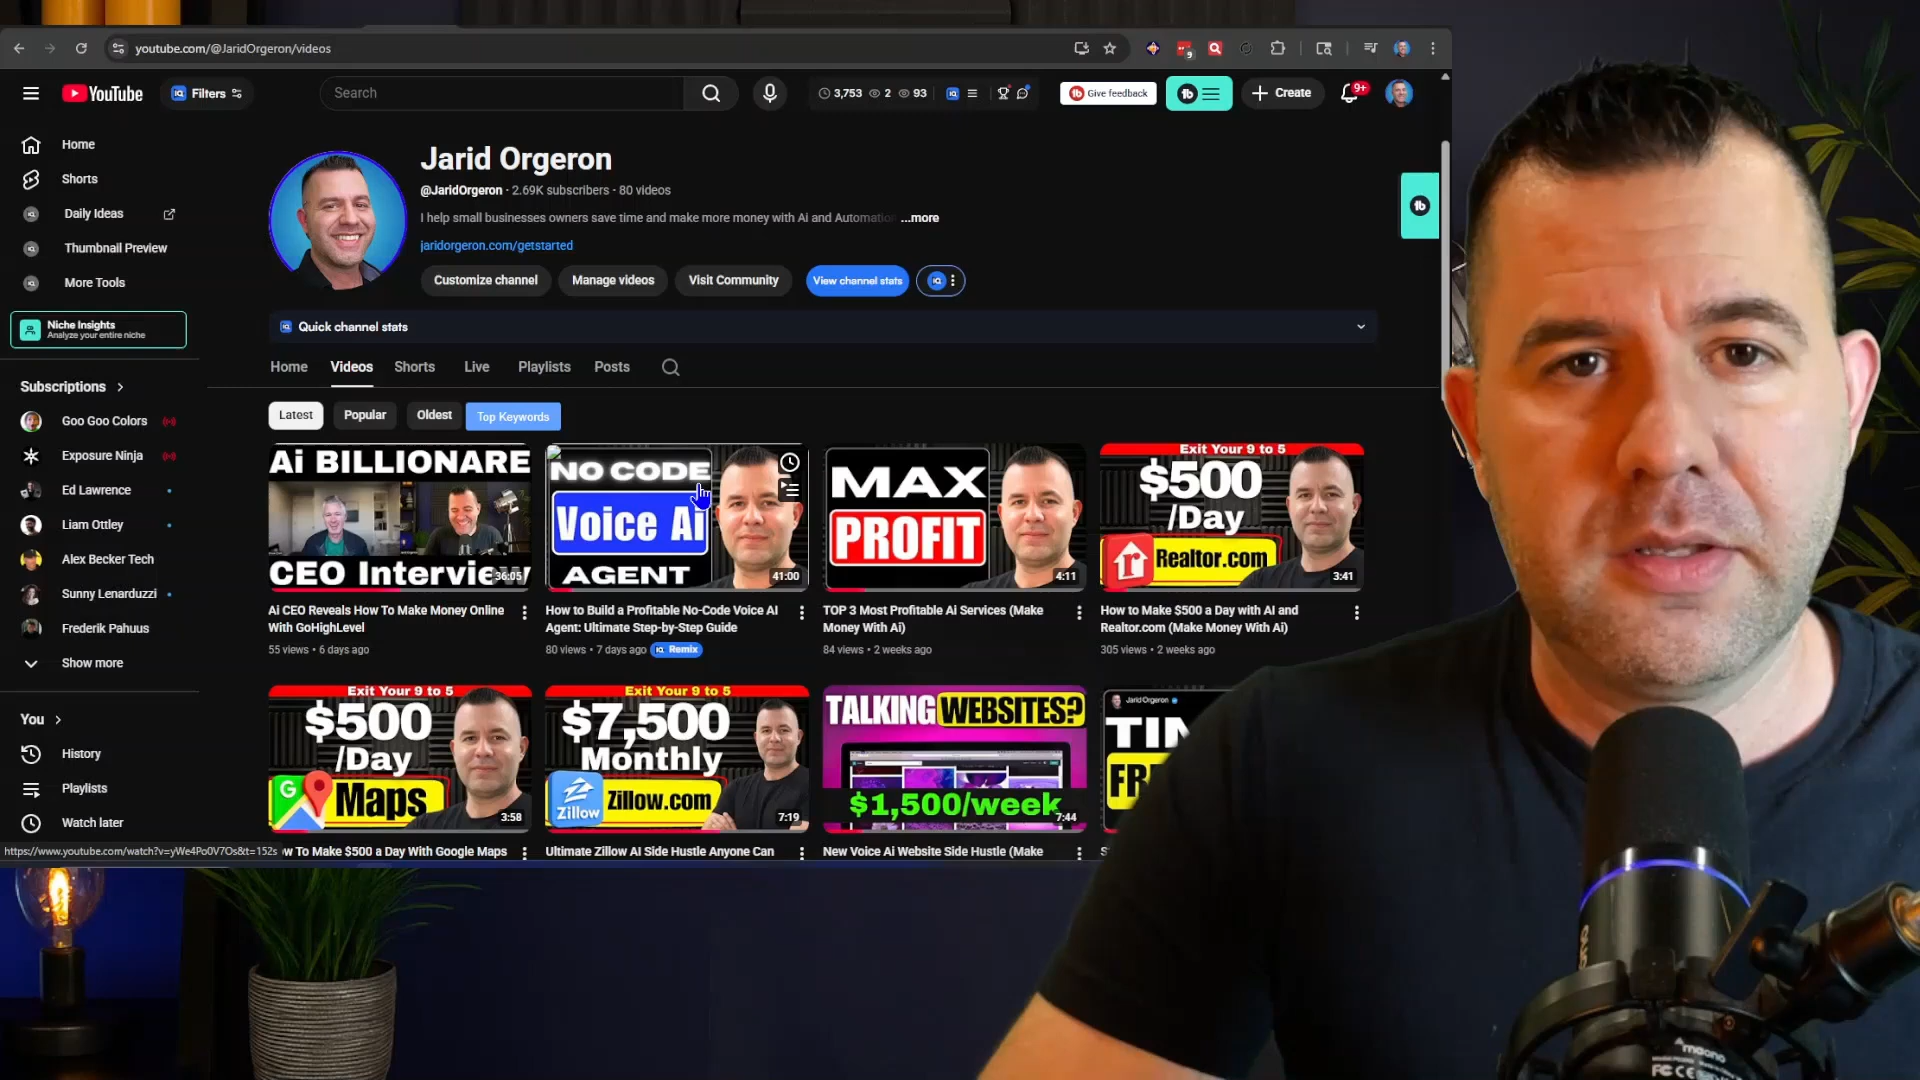 youtube.com/@JaridOrgeron/videos
9
YouTube
Filters
Search
3,753 2 93
Give feedback
Create
9+
Home
Shorts
Daily Ideas
Thumbnail Preview
More Tools
Niche Insights
Analyze your entire niche
Subscriptions
Goo Goo Colors
Exposure Ninja
Ed Lawrence
Liam Ottley
Alex Becker Tech
Sunny Lenarduzzi
Frederik Pahuus
Show more
You
History
Playlists
Watch later
https://www.youtube.com/watch?v=yWe4Po0V7Os&t=152s
Jarid Orgeron
@JaridOrgeron · 2.69K subscribers · 80 videos
I help small businesses owners save time and make more money with Ai and Automation ...more
jaridorgeron.com/getstarted
Customize channel
Manage videos
Visit Community
View channel stats
Quick channel stats
Home Videos Shorts Live Playlists Posts
Latest Popular Oldest Top Keywords
Ai BILLIONARE
CEO Interview
36:05
Ai CEO Reveals How To Make Money Online
With GoHighLevel
55 views · 6 days ago
NO CODE
Voice Ai
AGENT
41:00
How to Build a Profitable No-Code Voice AI
Agent: Ultimate Step-by-Step Guide
80 views · 7 days ago Remix
MAX
PROFIT
4:11
TOP 3 Most Profitable Ai Services (Make
Money With Ai)
84 views · 2 weeks ago
Exit Your 9 to 5
$500
/Day
Realtor.com
3:41
How to Make $500 a Day with AI and
Realtor.com (Make Money With Ai)
305 views · 2 weeks ago
Exit Your 9 to 5
$500
/Day
Maps
3:58
w To Make $500 a Day With Google Maps
Exit Your 9 to 5
$7,500
Monthly
Zillow
Zillow.com
7:19
Ultimate Zillow AI Side Hustle Anyone Can
TALKING WEBSITES?
$1,500/week
7:44
New Voice Ai Website Side Hustle (Make
Jarid Orgeron
TIM
FR
maono